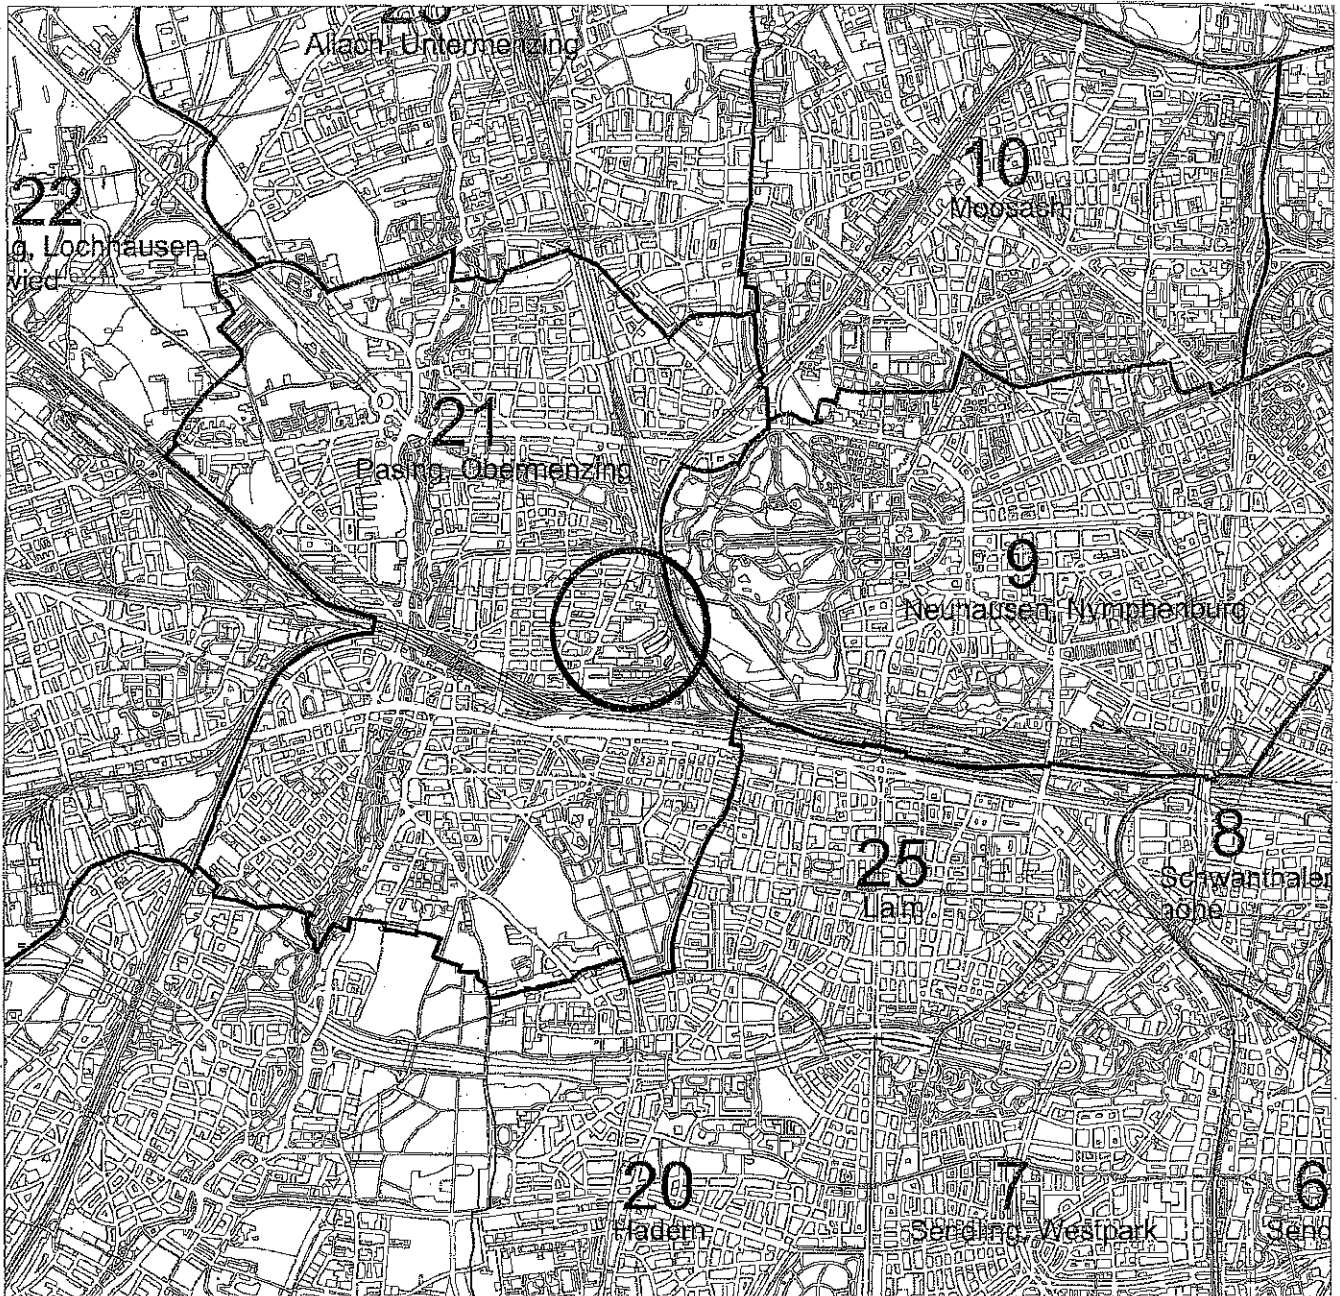 Allach, Untermenzing
10
Moosach
22
g, Lochhausen,
wied
21
Pasing, Obermenzing
9
Neuhausen, Nymphenburg
8
Schwanthaler
höhe
25
Laim
20
Hadern
7
Sendling, Westpark
6
Send